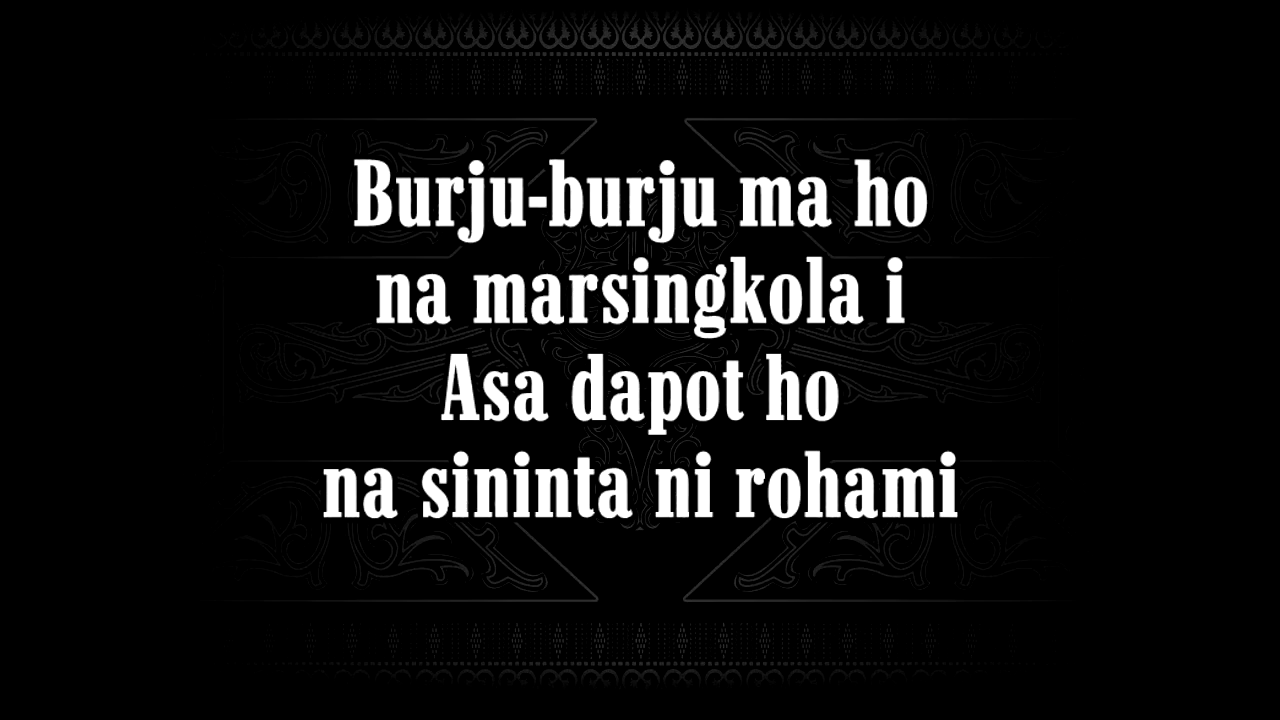 Burju-burju ma ho
na marsingkola i
Asa dapot ho
na sininta ni rohami